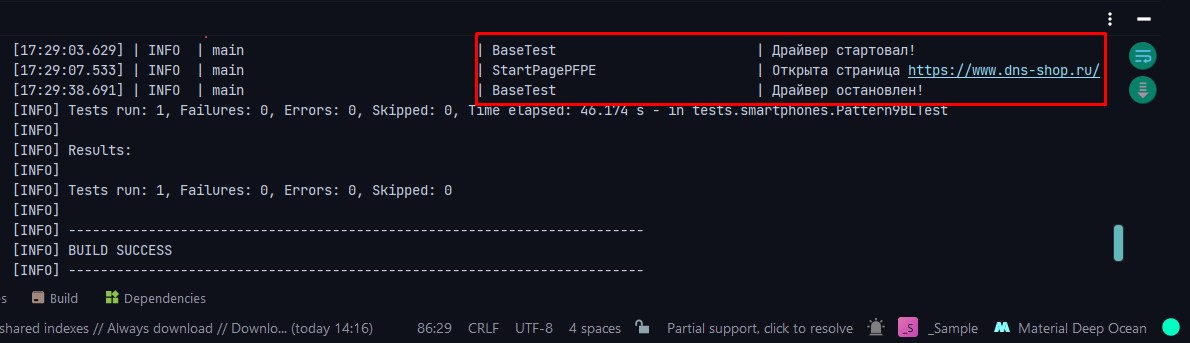 [17:29:03.629] | INFO  | main                            | BaseTest                         | Драйвер стартовал!
[17:29:07.533] | INFO  | main                            | StartPagePFPE                    | Открыта страница https://www.dns-shop.ru/
[17:29:38.691] | INFO  | main                            | BaseTest                         | Драйвер остановлен!
[INFO] Tests run: 1, Failures: 0, Errors: 0, Skipped: 0, Time elapsed: 46.174 s - in tests.smartphones.Pattern9BLTest
[INFO]
[INFO] Results:
[INFO]
[INFO] Tests run: 1, Failures: 0, Errors: 0, Skipped: 0
[INFO]
[INFO] ------------------------------------------------------------------------
[INFO] BUILD SUCCESS
[INFO] ------------------------------------------------------------------------
Build Dependencies
shared indexes // Always download // Downlo... (today 14:16) 86:29 CRLF UTF-8 4 spaces Partial support, click to resolve _S _Sample Material Deep Ocean